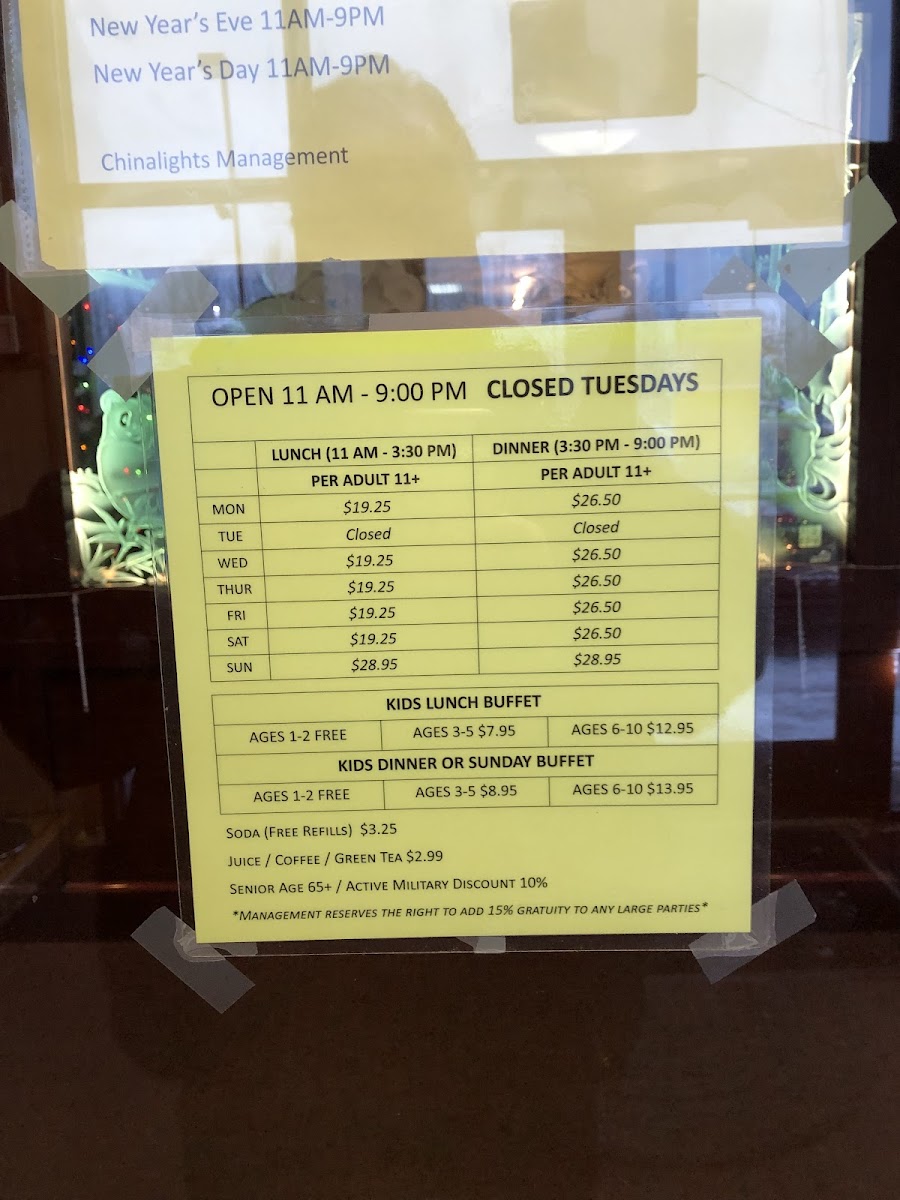 New Year's Eve 11AM-9PM
New Year's Day 11AM-9PM
Chinalights Management
OPEN 11 AM - 9:00 PM CLOSED TUESDAYS
LUNCH (11 AM - 3:30 PM) DINNER (3:30 PM - 9:00 PM)
PER ADULT 11+ PER ADULT 11+
MON $19.25 $26.50
TUE Closed Closed
WED $19.25 $26.50
THUR $19.25 $26.50
FRI $19.25 $26.50
SAT $19.25 $26.50
SUN $28.95 $28.95
KIDS LUNCH BUFFET
AGES 1-2 FREE AGES 3-5 $7.95 AGES 6-10 $12.95
KIDS DINNER OR SUNDAY BUFFET
AGES 1-2 FREE AGES 3-5 $8.95 AGES 6-10 $13.95
SODA (FREE REFILLS) $3.25
JUICE / COFFEE / GREEN TEA $2.99
SENIOR AGE 65+ / ACTIVE MILITARY DISCOUNT 10%
*MANAGEMENT RESERVES THE RIGHT TO ADD 15% GRATUITY TO ANY LARGE PARTIES*